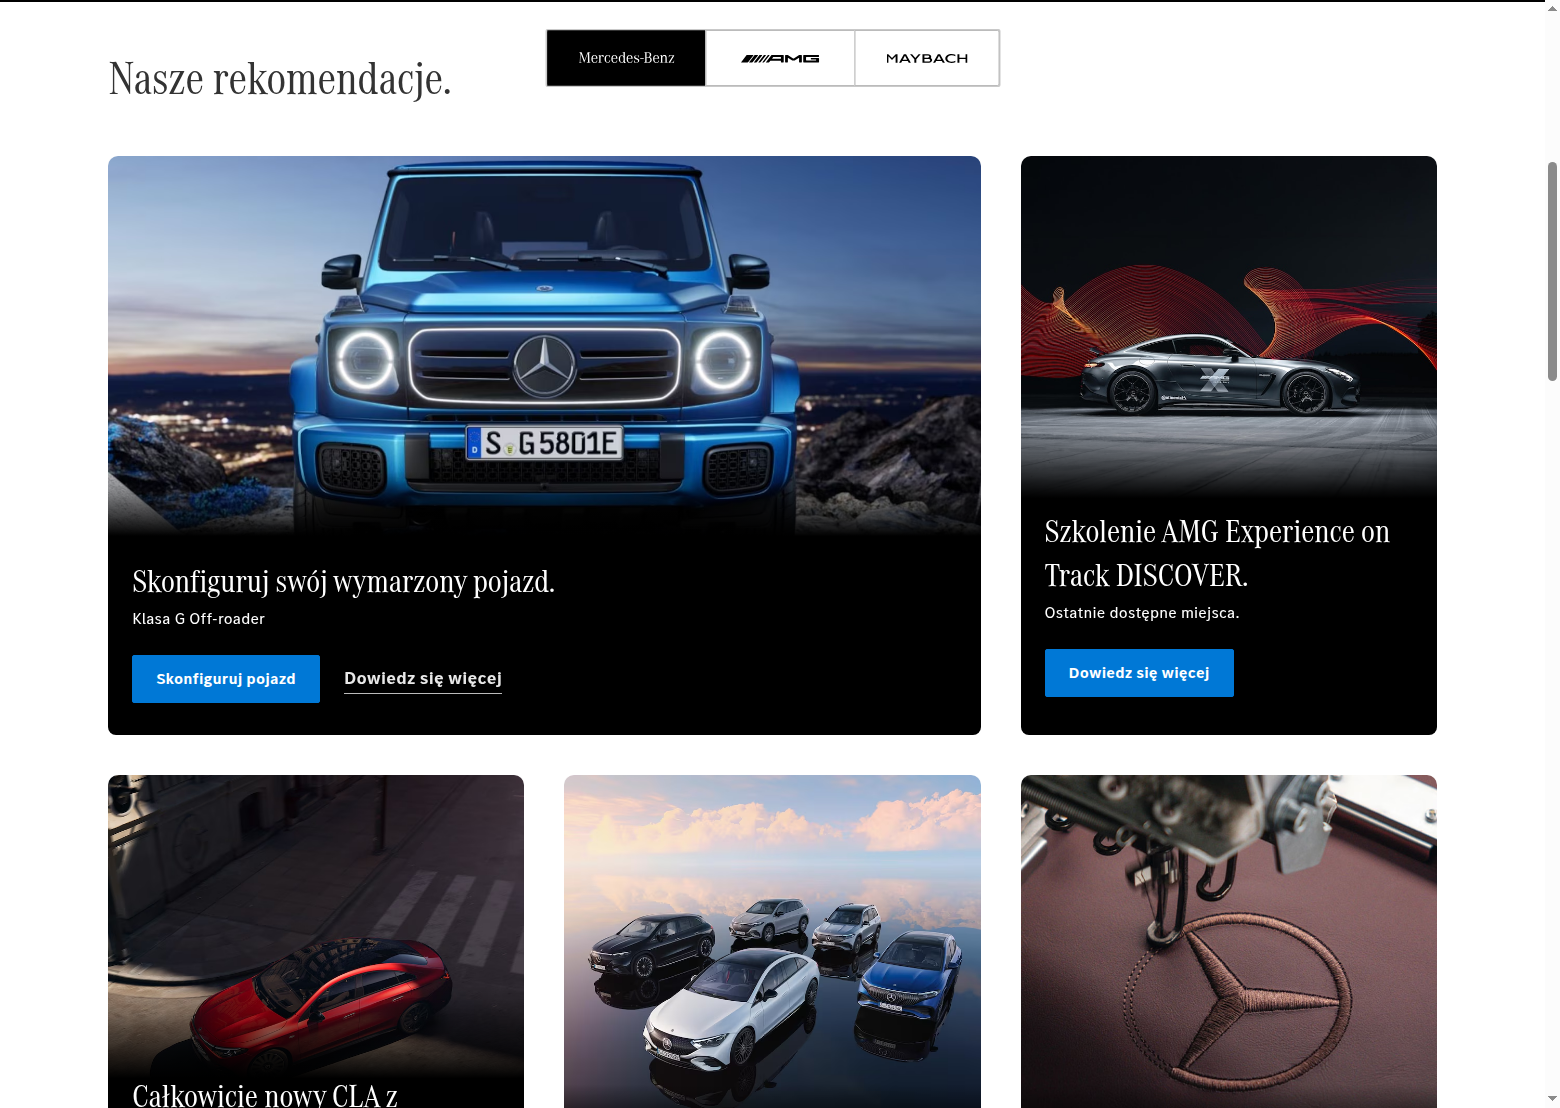 Nasze rekomendacje.
Mercedes-Benz
AMG
MAYBACH
S G 5801E
D
Skonfiguruj swój wymarzony pojazd.
Klasa G Off-roader
Skonfiguruj pojazd
Dowiedz się więcej
Szkolenie AMG Experience on
Track DISCOVER.
Ostatnie dostępne miejsca.
Dowiedz się więcej
Całkowicie nowy CLA z